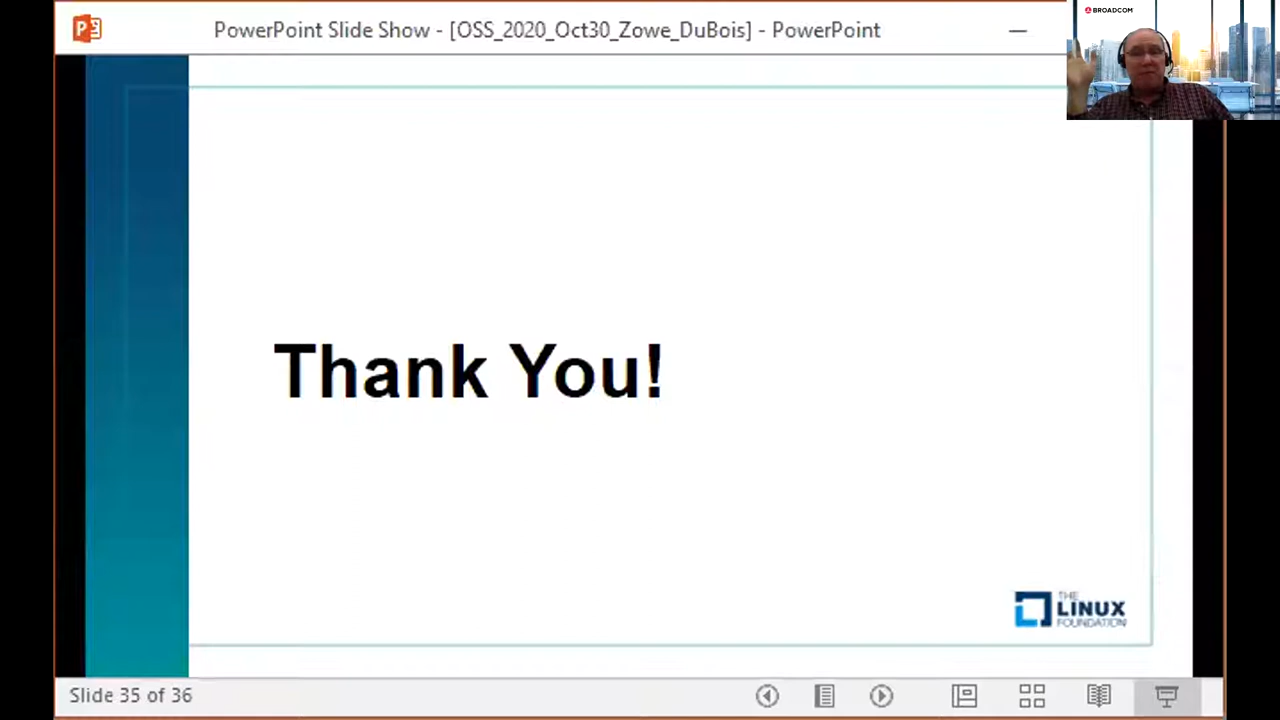 PowerPoint Slide Show - [OSS_2020_Oct30_Zowe_DuBois] - PowerPoint
BROADCOM
Thank You!
THE
LINUX
FOUNDATION
Slide 35 of 36